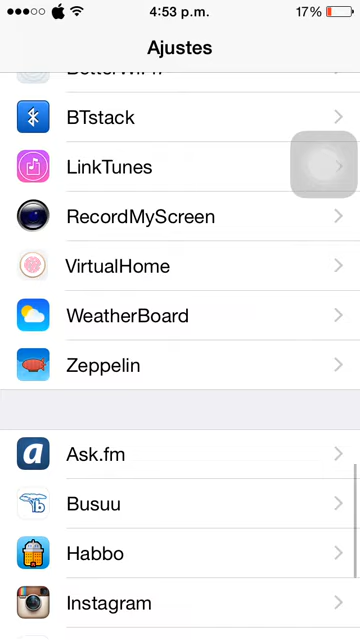 4:53 p.m.
17%
Ajustes
BTstack
LinkTunes
RecordMyScreen
VirtualHome
WeatherBoard
Zeppelin
Ask.fm
Busuu
Habbo
Instagram